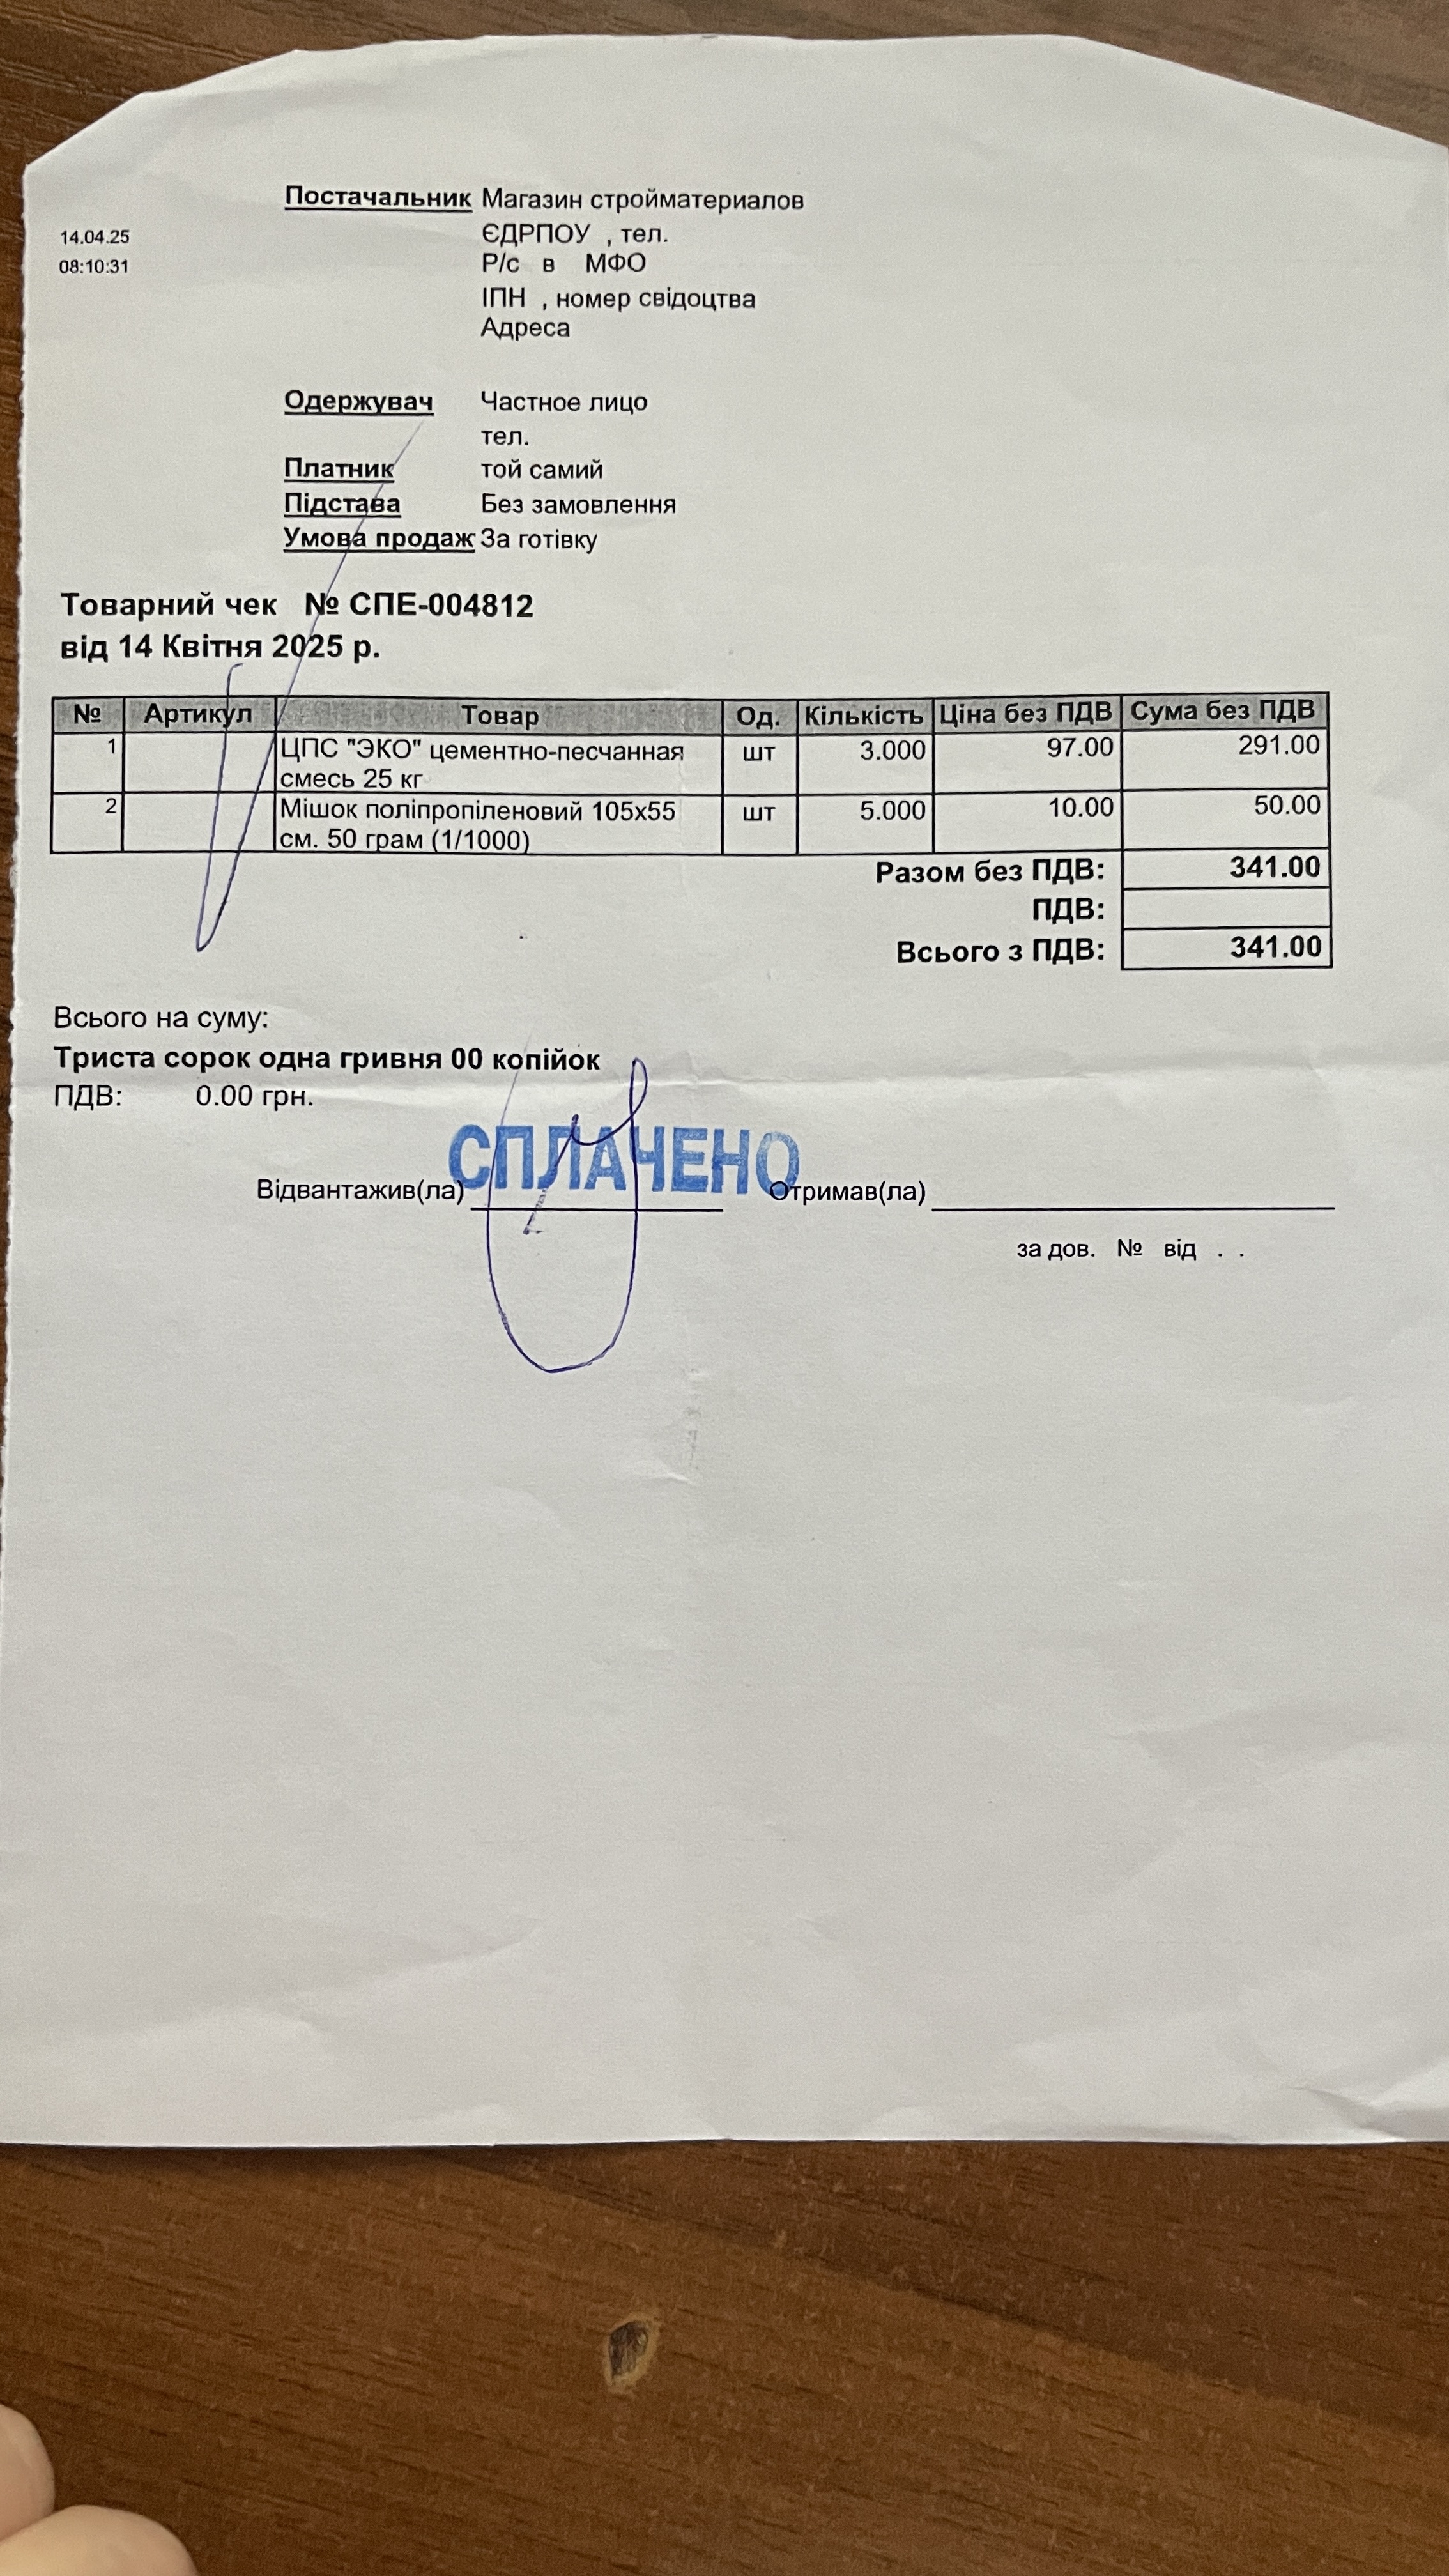 Постачальник Магазин стройматериалов
14.04.25 ЄДРПОУ , тел.
08:10:31 Р/с в МФО
ІПН , номер свідоцтва
Адреса
Одержувач Частное лицо
тел.
Платник той самий
Підстава Без замовлення
Умова продаж За готівку
Товарний чек № СПЕ-004812
від 14 Квітня 2025 р.
№ Артикул Товар Од. Кількість Ціна без ПДВ Сума без ПДВ
1 ЦПС "ЭКО" цементно-песчанная шт 3.000 97.00 291.00
смесь 25 кг
2 Мішок поліпропіленовий 105х55 шт 5.000 10.00 50.00
см. 50 грам (1/1000)
Разом без ПДВ: 341.00
ПДВ:
Всього з ПДВ: 341.00
Всього на суму:
Триста сорок одна гривня 00 копійок
ПДВ: 0.00 грн.
СПЛАЧЕНО
Відвантажив(ла) Отримав(ла)
за дов. № від . .